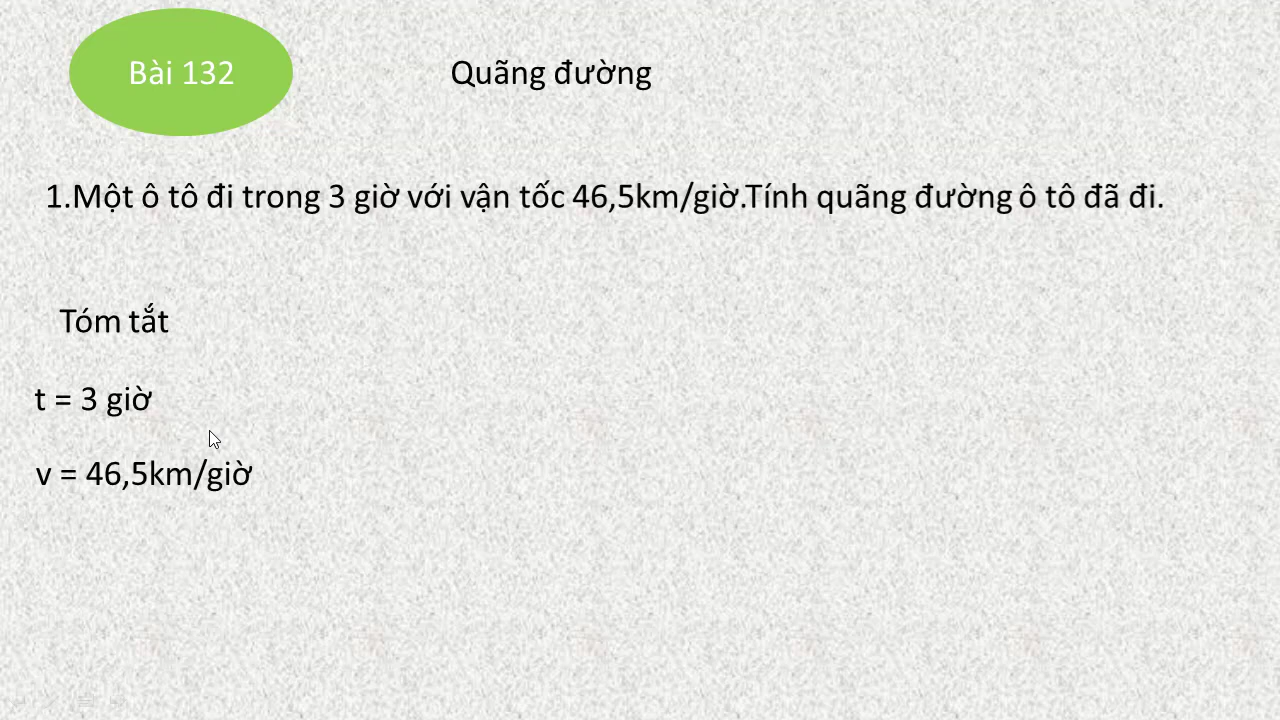 Bài 132
Quãng đường
1.Một ô tô đi trong 3 giờ với vận tốc 46,5km/giờ.Tính quãng đường ô tô đã đi.
Tóm tắt
t = 3 giờ
v = 46,5km/giờ